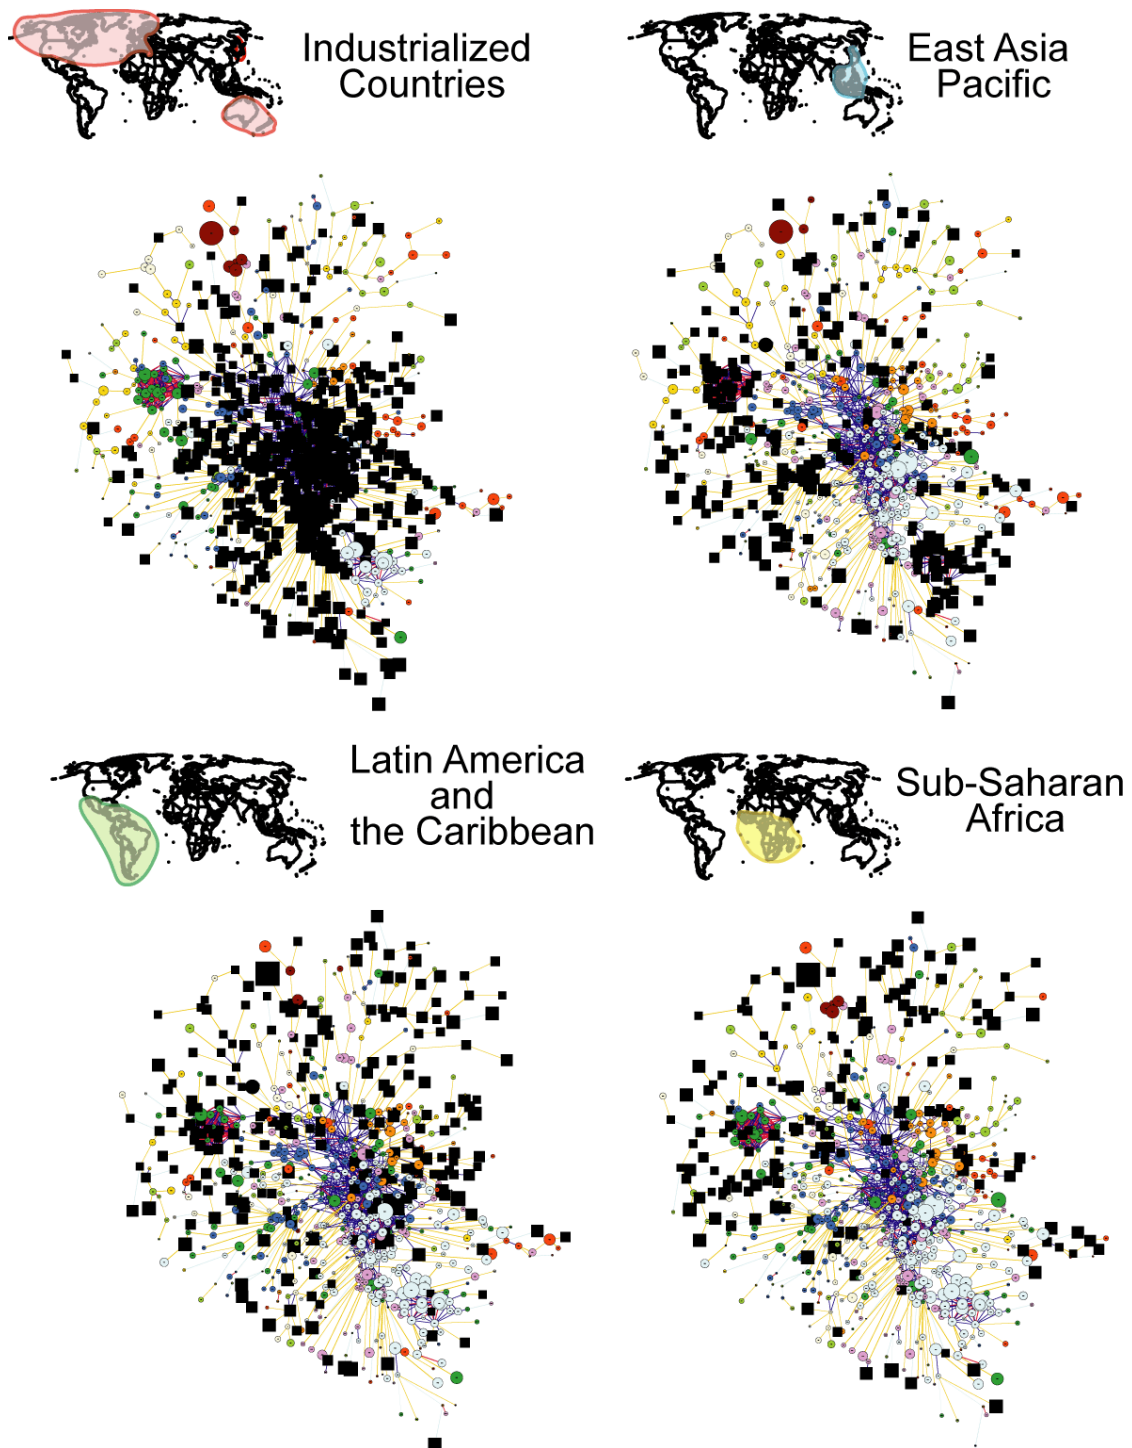 Industrialized
Countries
East Asia
Pacific
Latin America
and
the Caribbean
Sub-Saharan
Africa